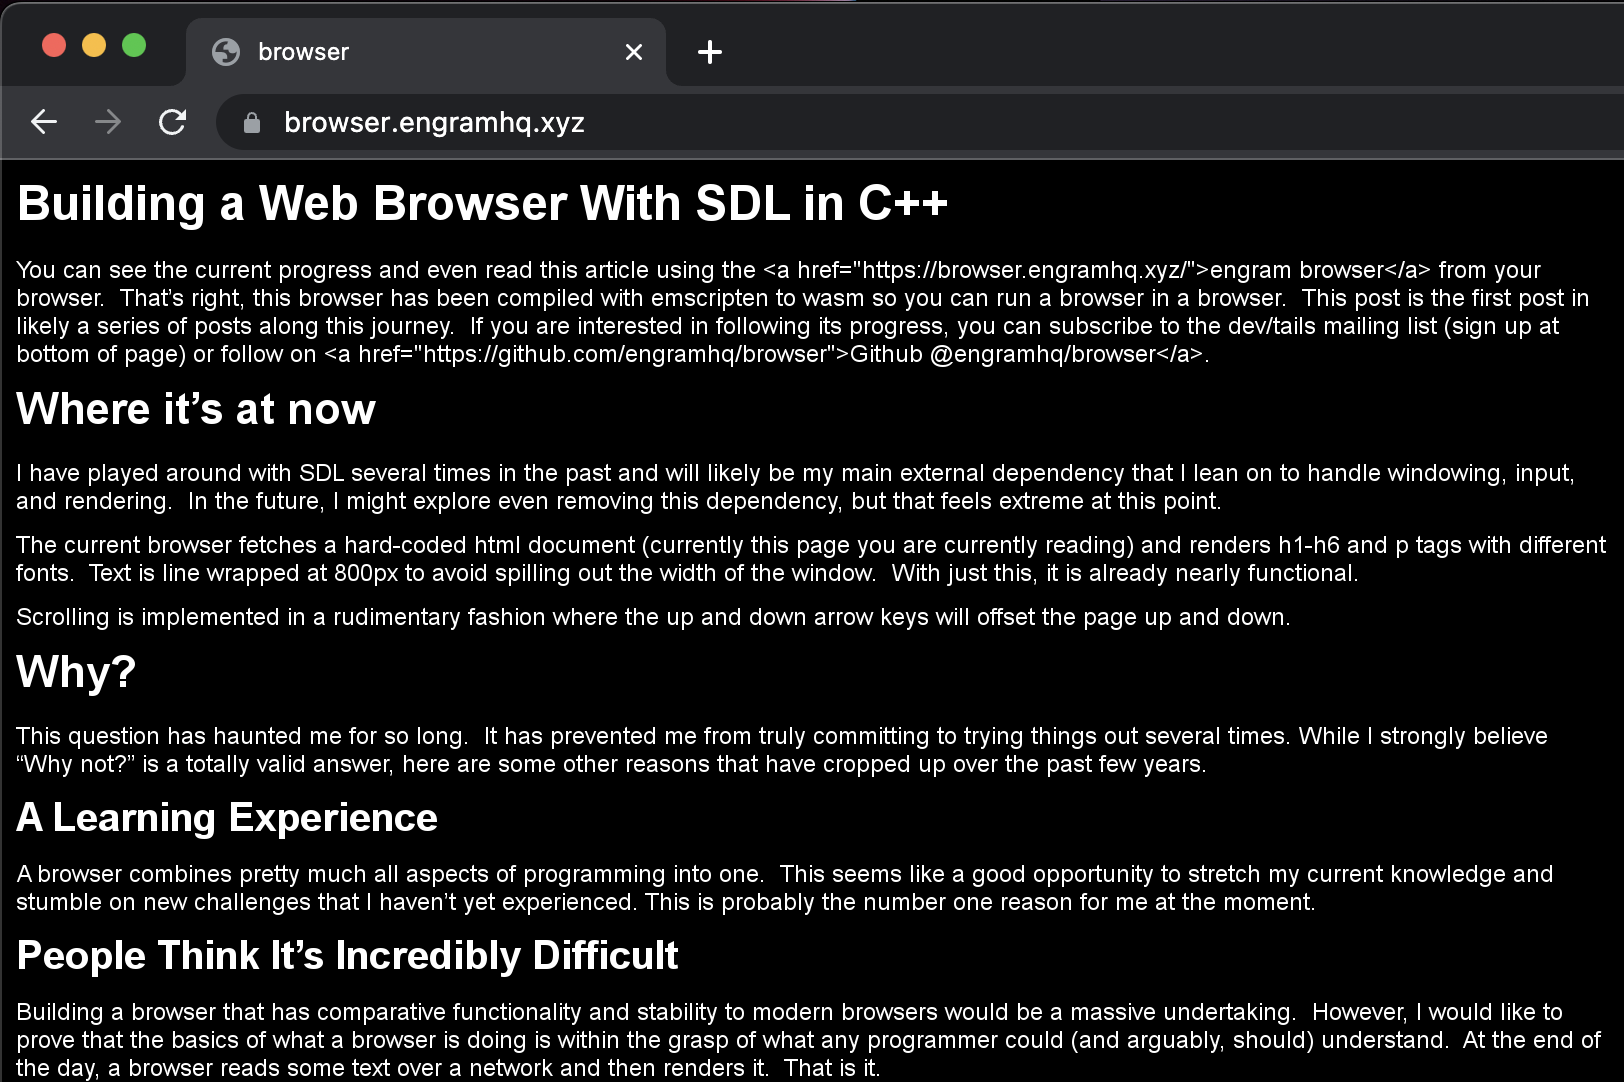 browser
browser.engramhq.xyz
Building a Web Browser With SDL in C++
You can see the current progress and even read this article using the <a href="https://browser.engramhq.xyz/">engram browser</a> from your
browser.  That’s right, this browser has been compiled with emscripten to wasm so you can run a browser in a browser.  This post is the first post in
likely a series of posts along this journey.  If you are interested in following its progress, you can subscribe to the dev/tails mailing list (sign up at
bottom of page) or follow on <a href="https://github.com/engramhq/browser">Github @engramhq/browser</a>.
Where it’s at now
I have played around with SDL several times in the past and will likely be my main external dependency that I lean on to handle windowing, input,
and rendering.  In the future, I might explore even removing this dependency, but that feels extreme at this point.
The current browser fetches a hard-coded html document (currently this page you are currently reading) and renders h1-h6 and p tags with different
fonts.  Text is line wrapped at 800px to avoid spilling out the width of the window.  With just this, it is already nearly functional.
Scrolling is implemented in a rudimentary fashion where the up and down arrow keys will offset the page up and down.
Why?
This question has haunted me for so long.  It has prevented me from truly committing to trying things out several times. While I strongly believe
“Why not?” is a totally valid answer, here are some other reasons that have cropped up over the past few years.
A Learning Experience
A browser combines pretty much all aspects of programming into one.  This seems like a good opportunity to stretch my current knowledge and
stumble on new challenges that I haven’t yet experienced. This is probably the number one reason for me at the moment.
People Think It’s Incredibly Difficult
Building a browser that has comparative functionality and stability to modern browsers would be a massive undertaking.  However, I would like to
prove that the basics of what a browser is doing is within the grasp of what any programmer could (and arguably, should) understand.  At the end of
the day, a browser reads some text over a network and then renders it.  That is it.